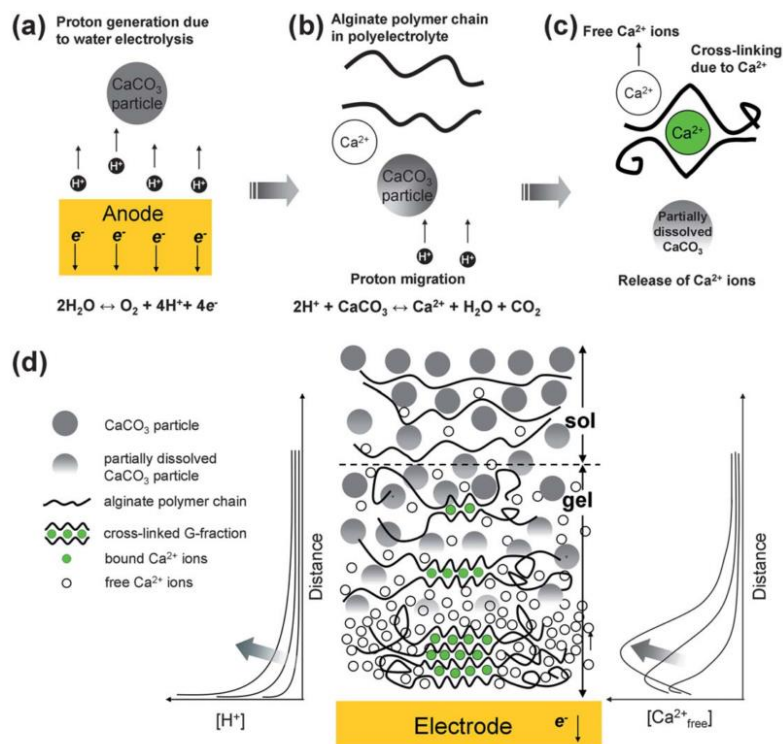 (a)
Proton generation due
to water electrolysis
CaCO₃
particle
H⁺ H⁺ H⁺ H⁺
Anode
e⁻ e⁻ e⁻ e⁻
2H₂O ↔ O₂ + 4H⁺+ 4e⁻
(b)
Alginate polymer chain
in polyelectrolyte
Ca²⁺
CaCO₃
particle
H⁺ H⁺
Proton migration
2H⁺ + CaCO₃ ↔ Ca²⁺ + H₂O + CO₂
(c)
Free Ca²⁺ ions
Cross-linking
due to Ca²⁺
Ca²⁺
Ca²⁺
Partially
dissolved
CaCO₃
Release of Ca²⁺ ions
(d)
CaCO₃ particle
partially dissolved
CaCO₃ particle
alginate polymer chain
cross-linked G-fraction
bound Ca²⁺ ions
free Ca²⁺ ions
Distance
[H⁺]
sol
gel
Electrode
e⁻
Distance
[Ca²⁺free]